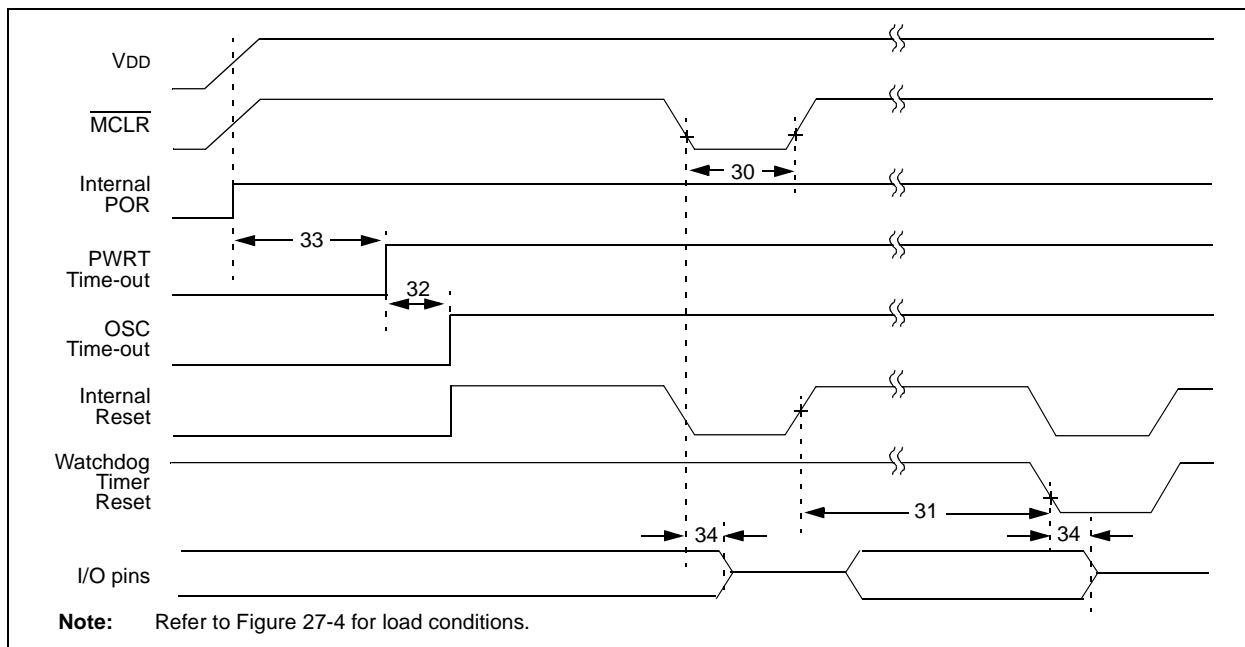 VDD
MCLR
30
Internal
POR
33
PWRT
Time-out
32
OSC
Time-out
Internal
Reset
Watchdog
Timer
Reset
31
34
34
I/O pins
Note: Refer to Figure 27-4 for load conditions.